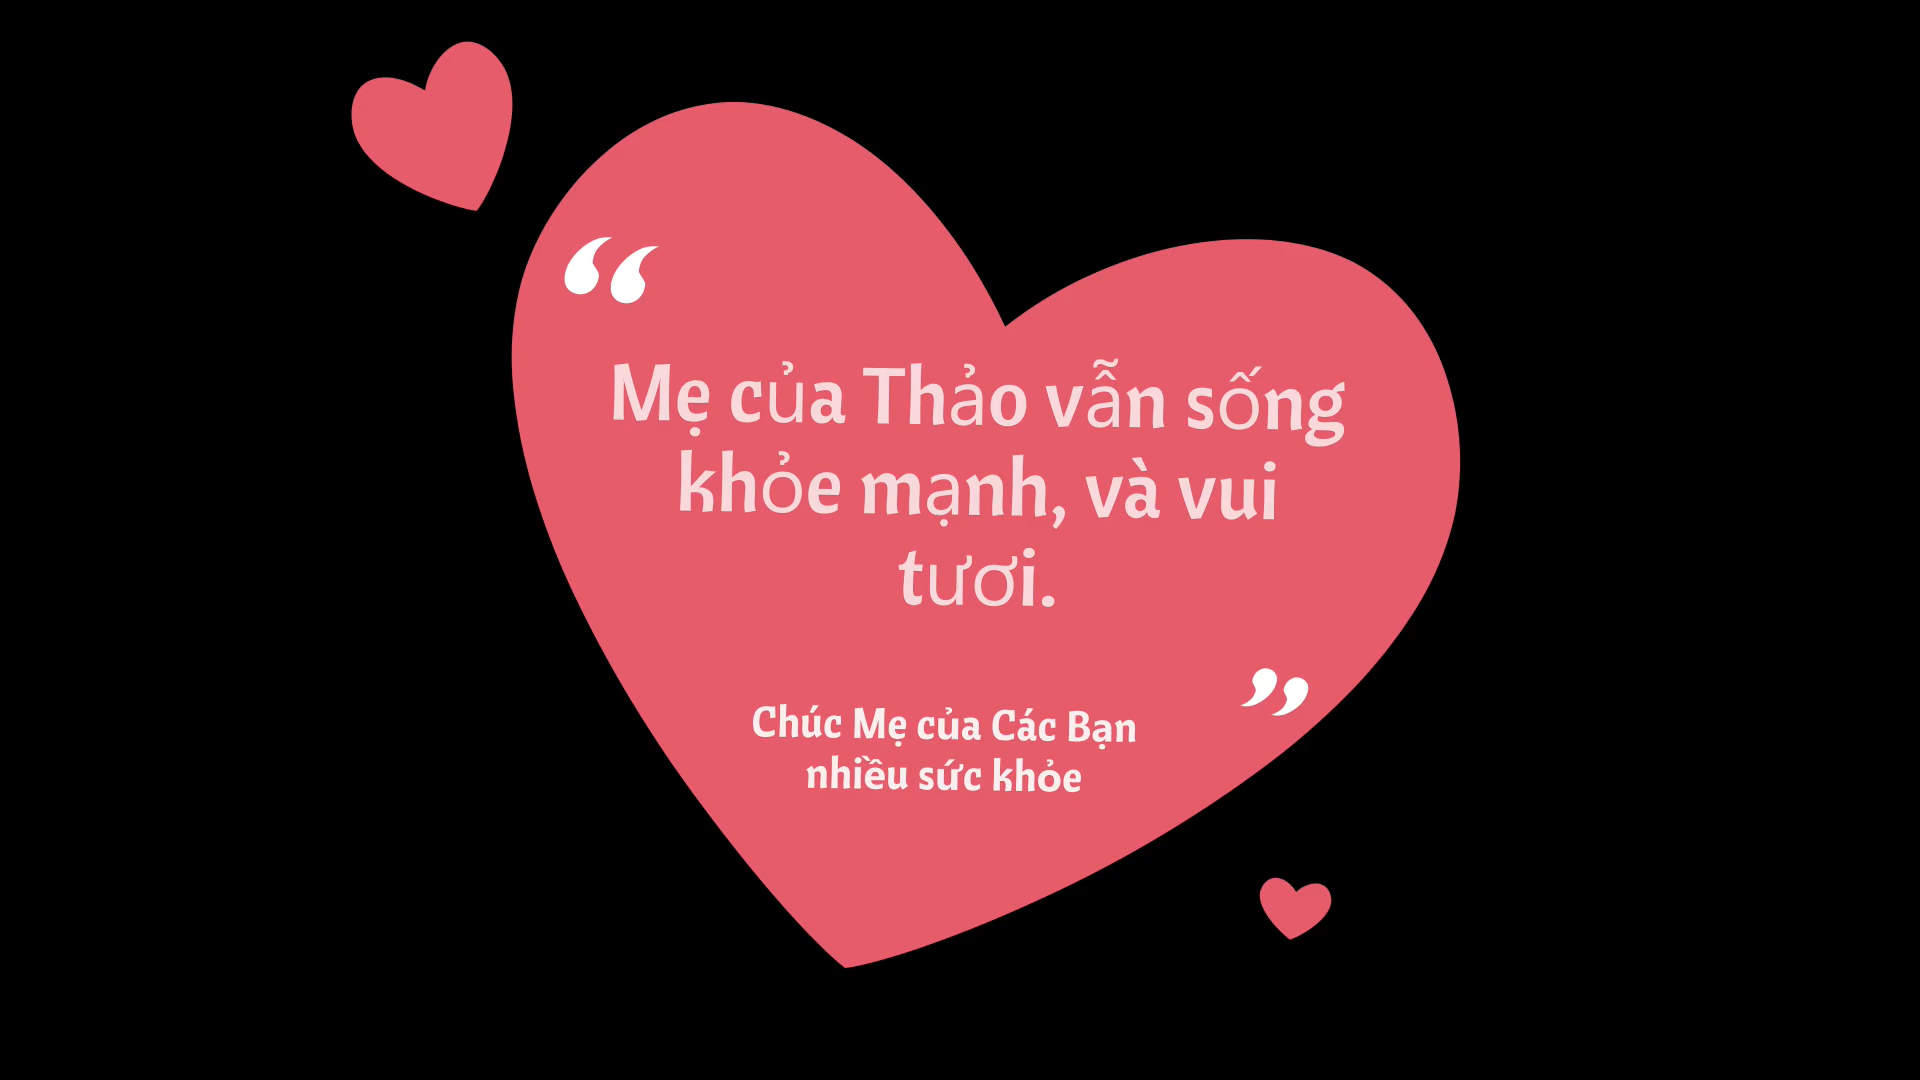 “
Mẹ của Thảo vẫn sống
khỏe mạnh, và vui
tươi.
”
Chúc Mẹ của Các Bạn
nhiều sức khỏe